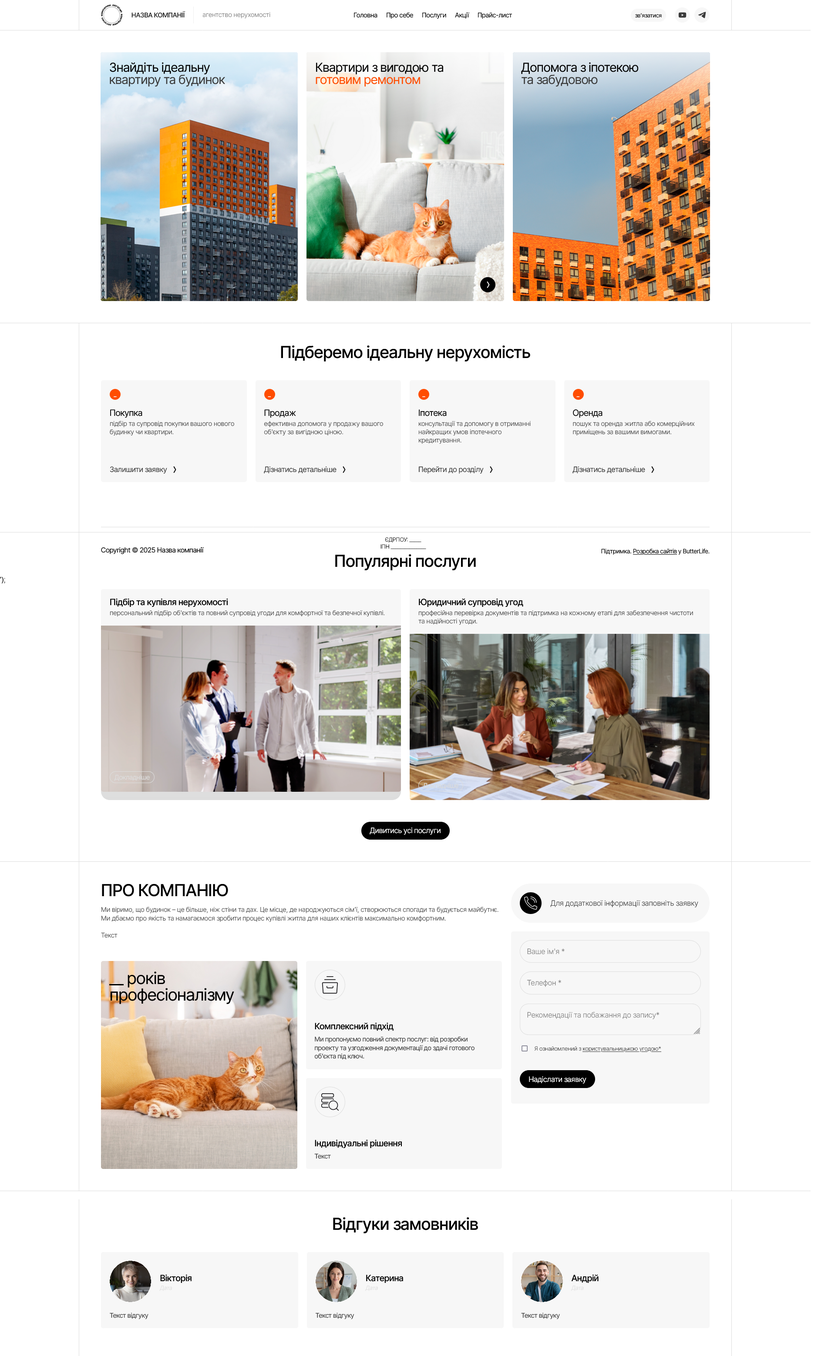 НАЗВА КОМПАНІЇ
агентство нерухомості
Головна
Про себе
Послуги
Акції
Прайс-лист
зв'язатися
Знайдіть ідеальну
квартиру та будинок
Квартири з вигодою та
готовим ремонтом
Допомога з іпотекою
та забудовою
Підберемо ідеальну нерухомість
Покупка
підбір та супровід покупки вашого нового
будинку чи квартири.
Залишити заявку
Продаж
ефективна допомога у продажу вашого
об'єкту за вигідною ціною.
Дізнатись детальніше
Іпотека
консультації та допомогу в отриманні
найкращих умов іпотечного
кредитування.
Перейти до розділу
Оренда
пошук та оренда житла або комерційних
приміщень за вашими вимогами.
Дізнатись детальніше
Copyright © 2025 Назва компанії
ЄДРПОУ: ____
ІПН:____________
Підтримка. Розробка сайтів у ButterLife.
');
Популярні послуги
Підбір та купівля нерухомості
персональний підбір об'єктів та повний супровід угоди для комфортної та безпечної купівлі.
Юридичний супровід угод
професійна перевірка документів та підтримка на кожному етапі для забезпечення чистоти
та надійності угоди.
Дивитись усі послуги
ПРО КОМПАНІЮ
Ми віримо, що будинок – це більше, ніж стіни та дах. Це місце, де народжуються сім'ї, створюються спогади та будується майбутнє.
Ми дбаємо про якість та намагаємося зробити процес купівлі житла для наших клієнтів максимально комфортним.
Текст
__ років
професіоналізму
Комплексний підхід
Ми пропонуємо повний спектр послуг: від розробки
проекту та узгодження документації до здачі готового
об'єкта під ключ.
Індивідуальні рішення
Текст
Для додаткової інформації заповніть заявку
Ваше ім'я *
Телефон *
Рекомендації та побажання до запису*
Я ознайомлений з користувальницькою угодою*
Надіслати заявку
Відгуки замовників
Вікторія
Текст відгуку
Катерина
Текст відгуку
Андрій
Текст відгуку